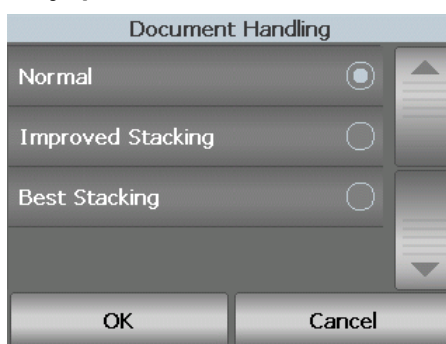 Document Handling
Normal
Improved Stacking
Best Stacking
OK
Cancel